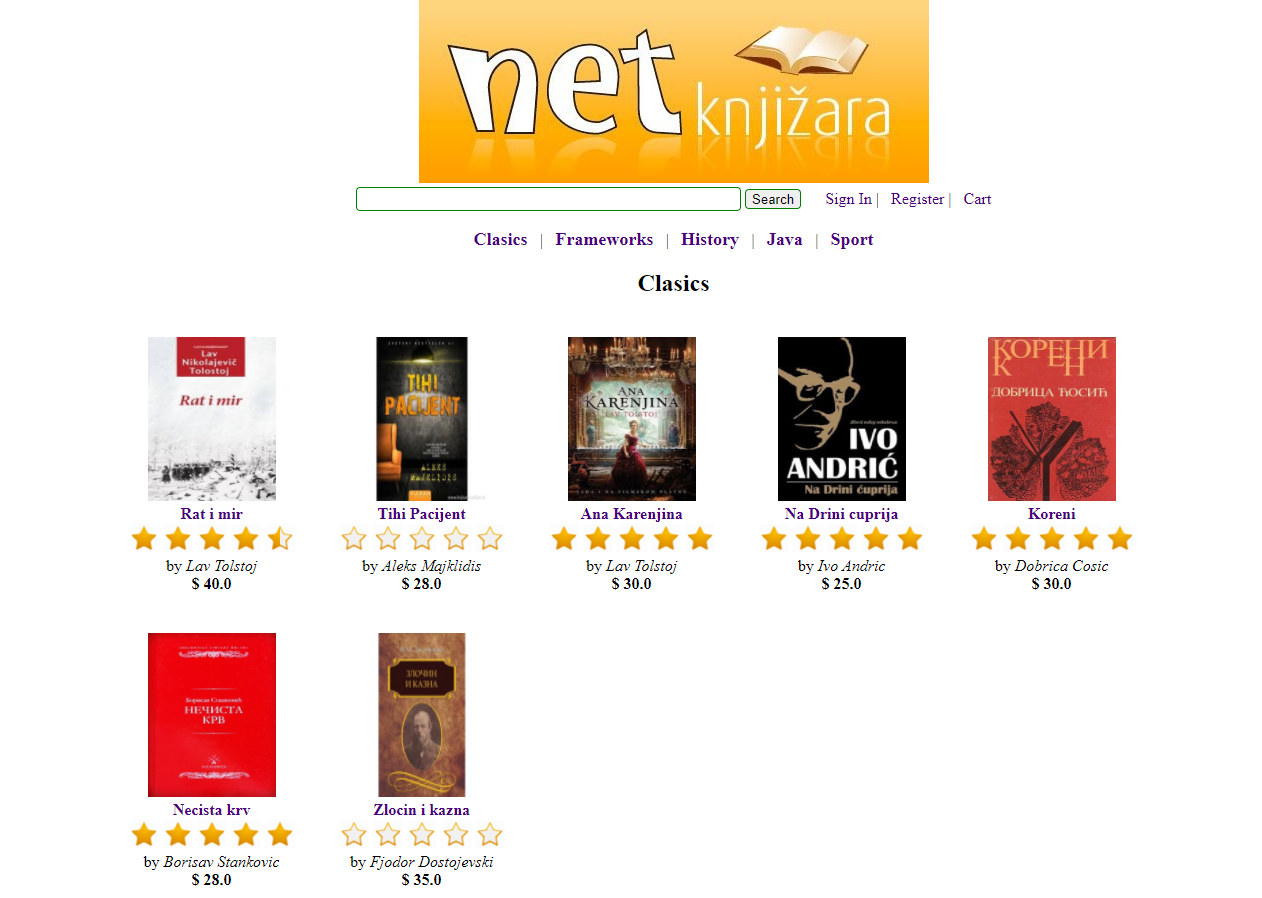 net knjižara
Search Sign In | Register | Cart
Clasics | Frameworks | History | Java | Sport
Clasics
Lav
Nikolajevič
Tolostoj
Rat i mir
Rat i mir
by Lav Tolstoj
$ 40.0
TIHI
PACIJENT
ALEKS
MAJKLIDIS
Tihi Pacijent
by Aleks Majklidis
$ 28.0
ANA
KARENJINA
LAV TOLSTOJ
Ana Karenjina
by Lav Tolstoj
$ 30.0
IVO
ANDRIĆ
Na Drini ćuprija
Na Drini cuprija
by Ivo Andric
$ 25.0
КОРЕНИ
ДОБРИЦА ЋОСИЋ
Koreni
by Dobrica Cosic
$ 30.0
Борисав Станковић
НЕЧИСТА
КРВ
Necista krv
by Borisav Stankovic
$ 28.0
ЗЛОЧИН
И КАЗНА
Zlocin i kazna
by Fjodor Dostojevski
$ 35.0